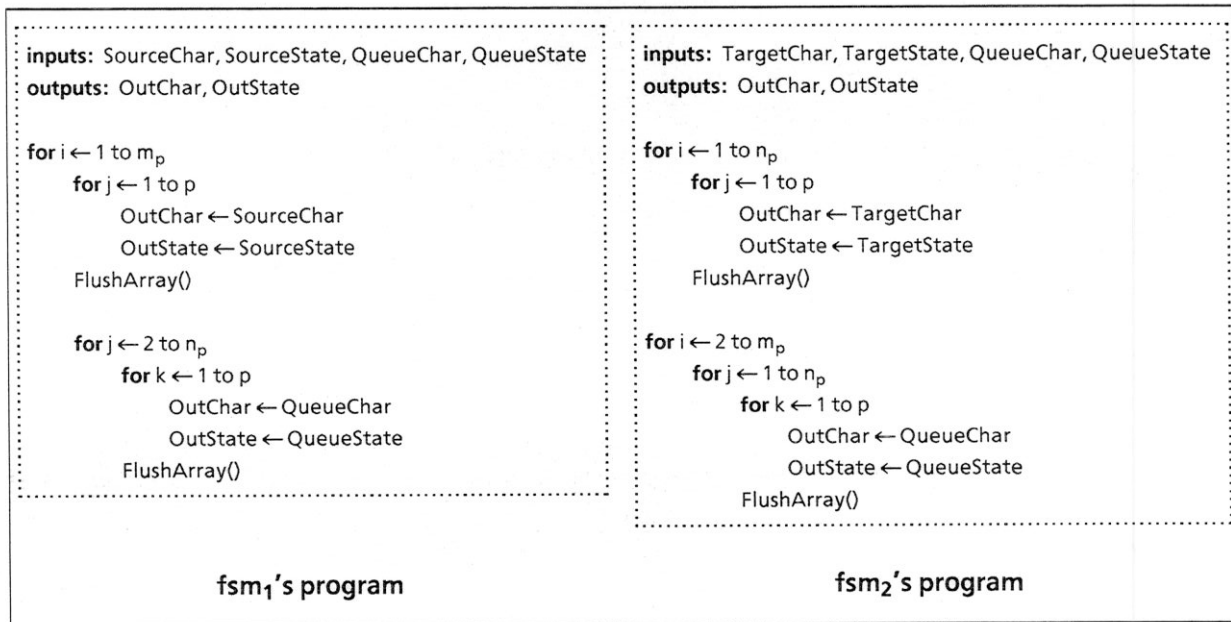 inputs: SourceChar, SourceState, QueueChar, QueueState
outputs: OutChar, OutState
for i ← 1 to mp
for j ← 1 to p
OutChar ← SourceChar
OutState ← SourceState
FlushArray()
for j ← 2 to np
for k ← 1 to p
OutChar ← QueueChar
OutState ← QueueState
FlushArray()
fsm1's program
inputs: TargetChar, TargetState, QueueChar, QueueState
outputs: OutChar, OutState
for i ← 1 to np
for j ← 1 to p
OutChar ← TargetChar
OutState ← TargetState
FlushArray()
for i ← 2 to mp
for j ← 1 to np
for k ← 1 to p
OutChar ← QueueChar
OutState ← QueueState
FlushArray()
fsm2's program